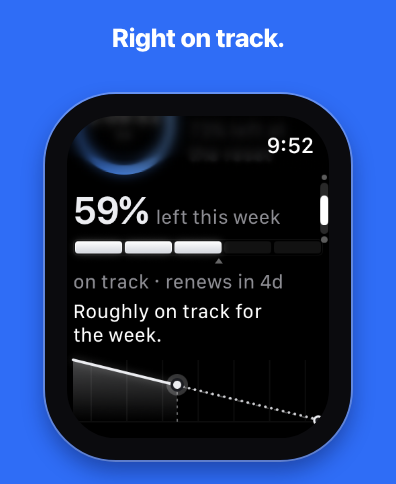 Right on track.
9:52
59% left this week
on track · renews in 4d
Roughly on track for
the week.